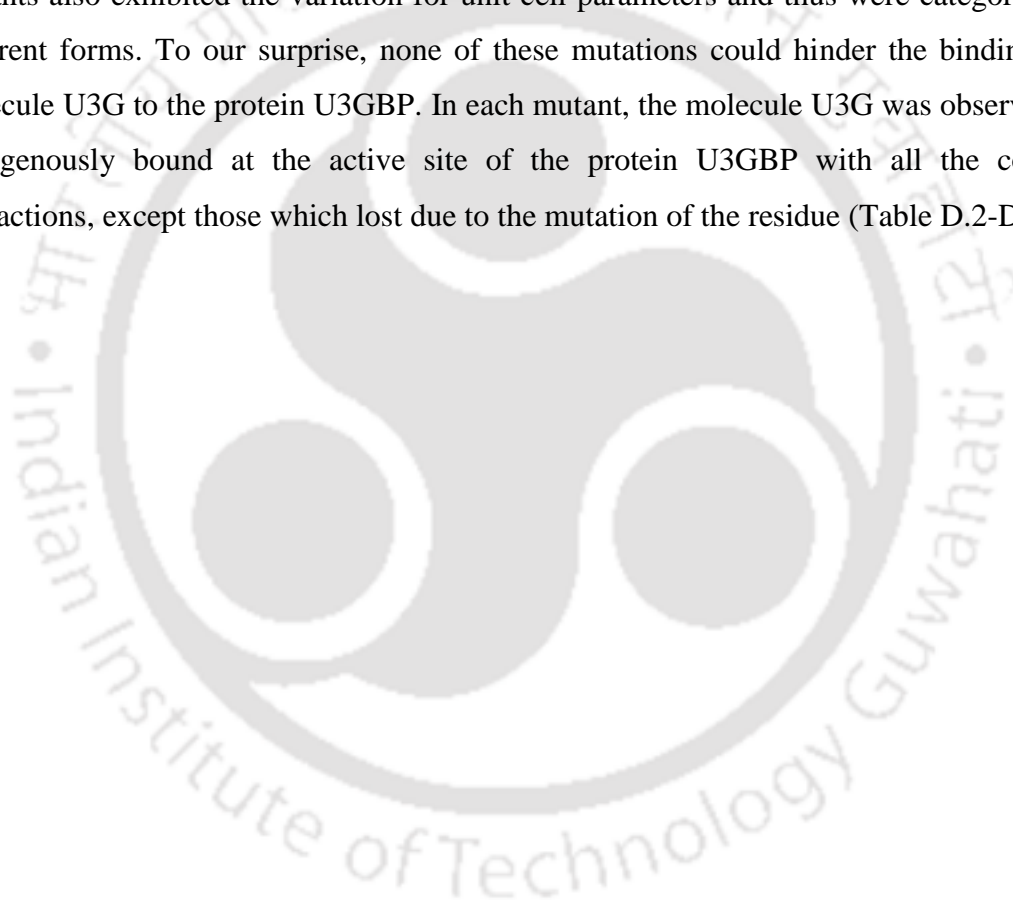 nts also exhibited the variation for unit cell parameters and thus were categor
rent forms. To our surprise, none of these mutations could hinder the bindin
ecule U3G to the protein U3GBP. In each mutant, the molecule U3G was observ
genously bound at the active site of the protein U3GBP with all the co
actions, except those which lost due to the mutation of the residue (Table D.2-D
Indian Institute of Technology Guwahati